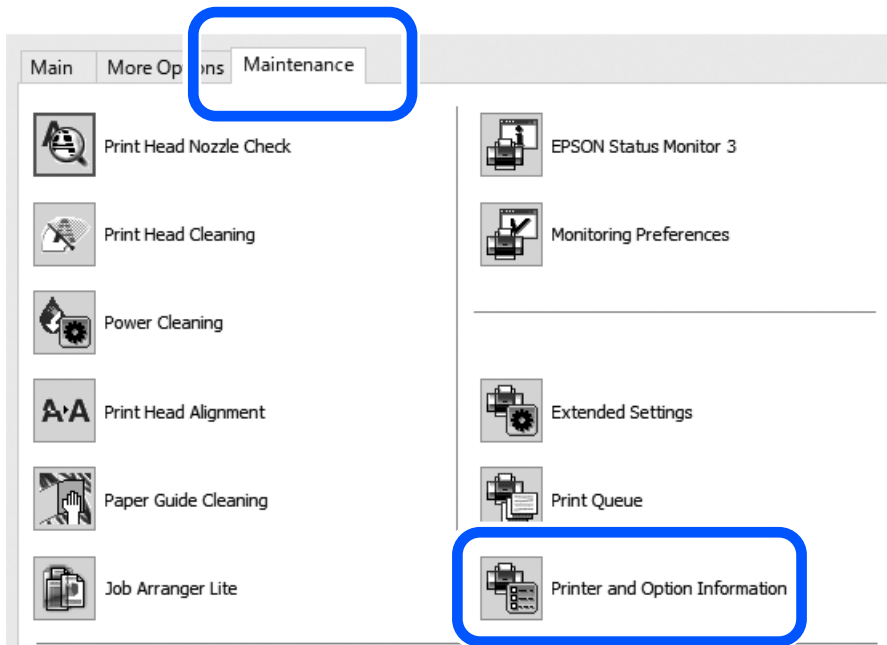 Main More Options Maintenance
Print Head Nozzle Check
Print Head Cleaning
Power Cleaning
Print Head Alignment
Paper Guide Cleaning
Job Arranger Lite
EPSON Status Monitor 3
Monitoring Preferences
Extended Settings
Print Queue
Printer and Option Information